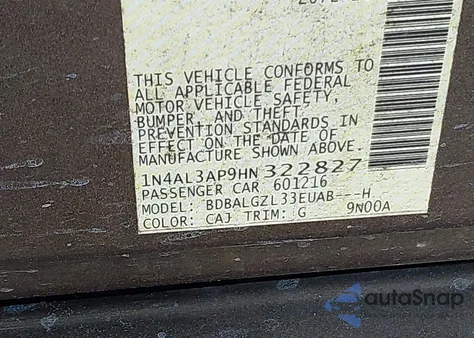 THIS VEHICLE CONFORMS TO
ALL APPLICABLE FEDERAL
MOTOR VEHICLE SAFETY,
BUMPER, AND THEFT
PREVENTION STANDARDS IN
EFFECT ON THE DATE OF
MANUFACTURE SHOWN ABOVE.
1N4AL3AP9HN322827
PASSENGER CAR 601216
MODEL: BDBALGZL33EUAB---H
COLOR: CAJ TRIM: G 9N00A
autoSnap